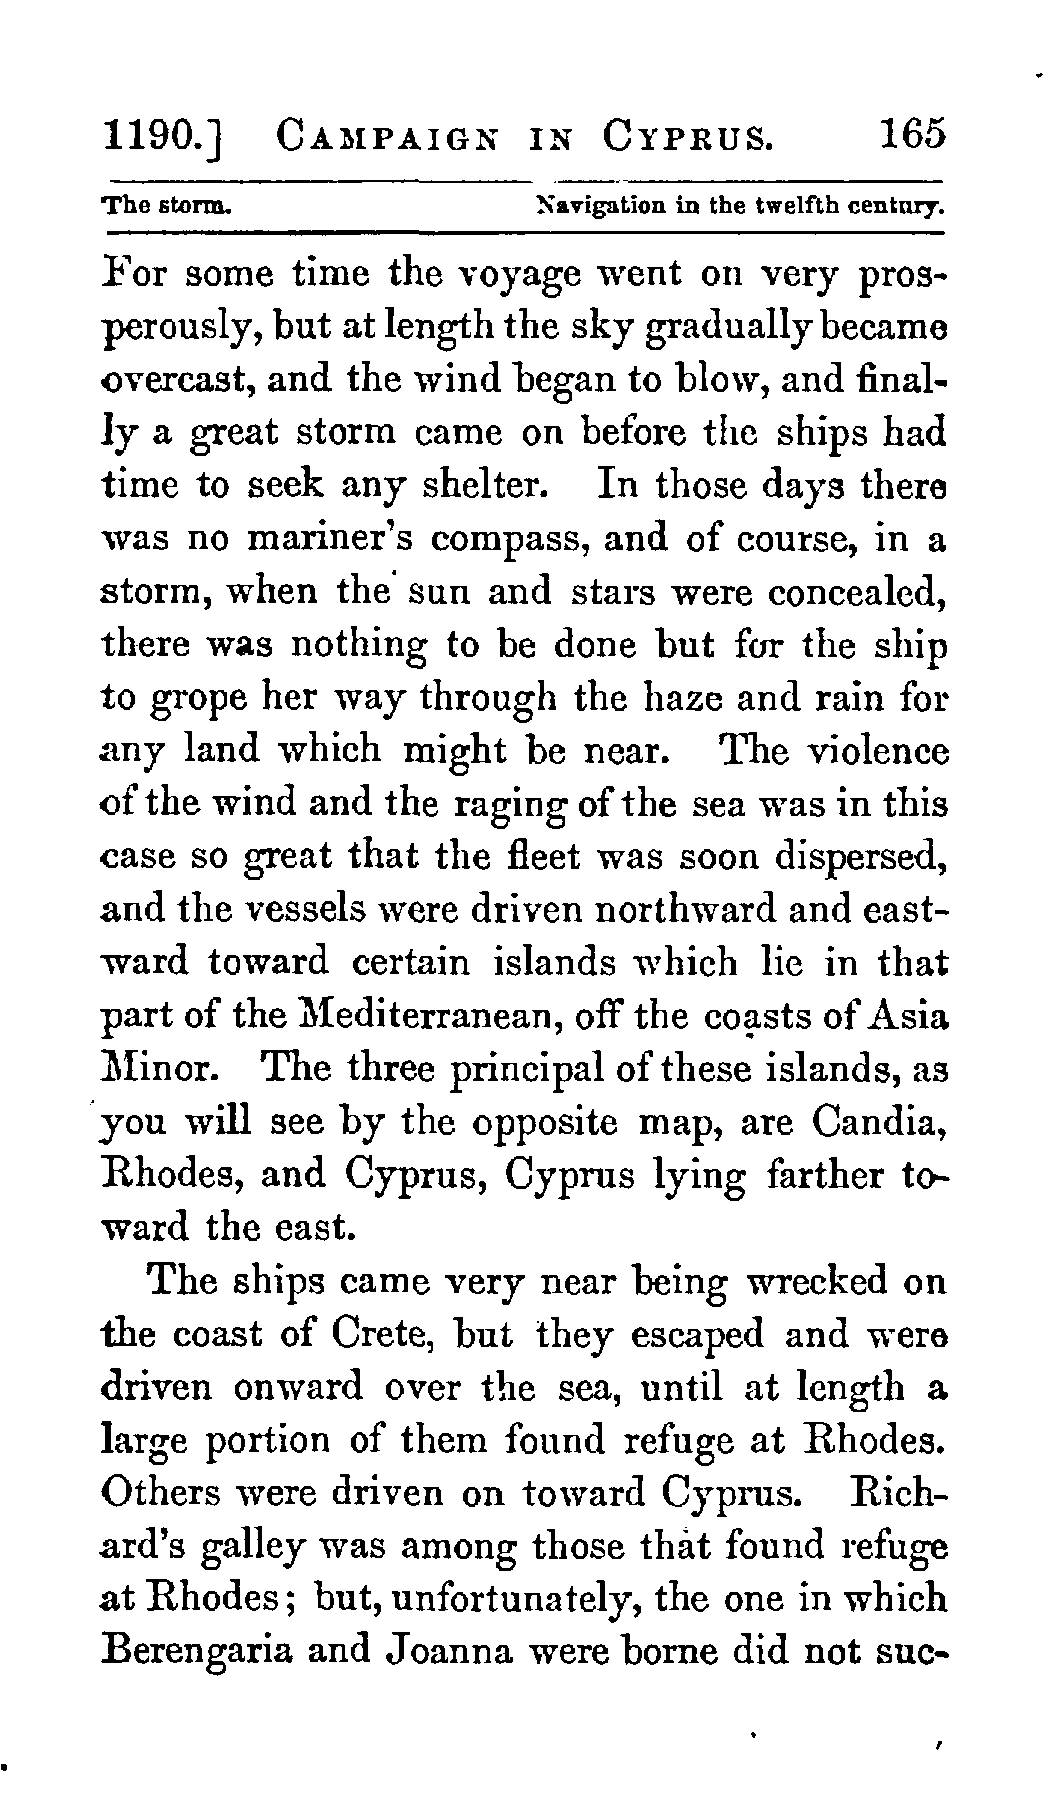 1190.] Campaign in Cyprus. 165
The storm. Navigation in the twelfth century.
For some time the voyage went on very pros-
perously, but at length the sky gradually became
overcast, and the wind began to blow, and final-
ly a great storm came on before the ships had
time to seek any shelter. In those days there
was no mariner's compass, and of course, in a
storm, when the sun and stars were concealed,
there was nothing to be done but for the ship
to grope her way through the haze and rain for
any land which might be near. The violence
of the wind and the raging of the sea was in this
case so great that the fleet was soon dispersed,
and the vessels were driven northward and east-
ward toward certain islands which lie in that
part of the Mediterranean, off the coasts of Asia
Minor. The three principal of these islands, as
you will see by the opposite map, are Candia,
Rhodes, and Cyprus, Cyprus lying farther to-
ward the east.
The ships came very near being wrecked on
the coast of Crete, but they escaped and were
driven onward over the sea, until at length a
large portion of them found refuge at Rhodes.
Others were driven on toward Cyprus. Rich-
ard's galley was among those that found refuge
at Rhodes; but, unfortunately, the one in which
Berengaria and Joanna were borne did not suc-